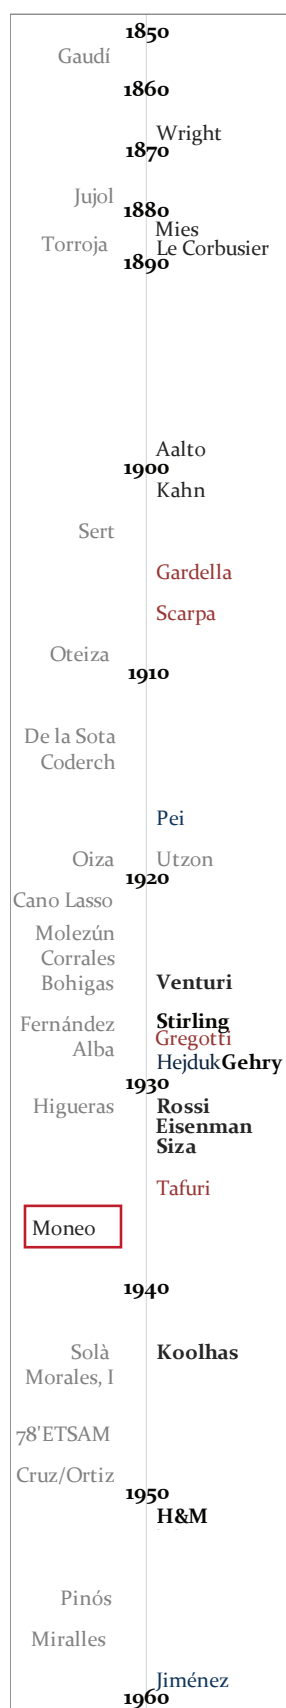 1850
Gaudí
1860
Wright
1870
Jujol
1880
Mies
Torroja
Le Corbusier
1890
Aalto
1900
Kahn
Sert
Gardella
Scarpa
Oteiza
1910
De la Sota
Coderch
Pei
Oiza
Utzon
1920
Cano Lasso
Molezún
Corrales
Bohigas
Venturi
Fernández
Alba
Stirling
Gregotti
HejdukGehry
1930
Higueras
Rossi
Eisenman
Siza
Tafuri
Moneo
1940
Solà
Morales, I
Koolhas
78'ETSAM
Cruz/Ortiz
1950
H&M
Pinós
Miralles
Jiménez
1960